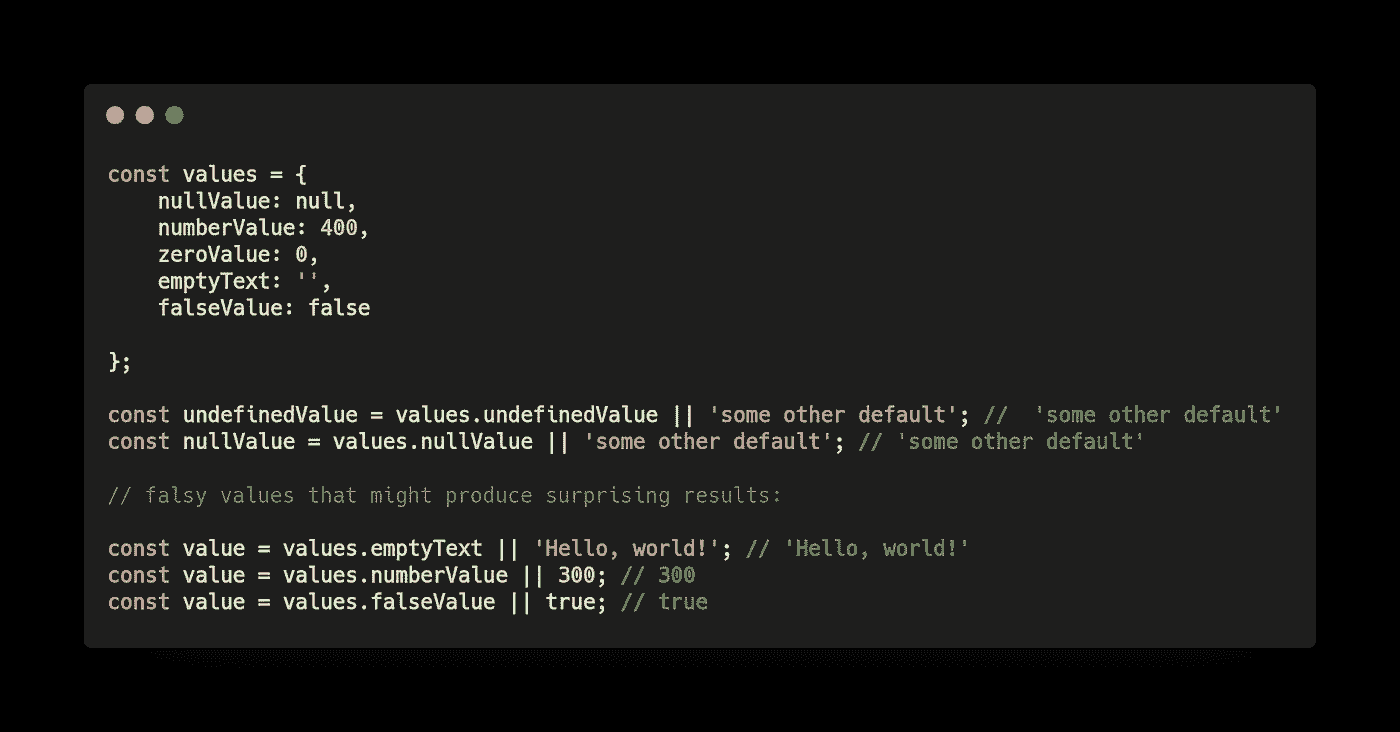 const values = {
    nullValue: null,
    numberValue: 400,
    zeroValue: 0,
    emptyText: '',
    falseValue: false
};
const undefinedValue = values.undefinedValue || 'some other default'; //  'some other default'
const nullValue = values.nullValue || 'some other default'; // 'some other default'
// falsy values that might produce surprising results:
const value = values.emptyText || 'Hello, world!'; // 'Hello, world!'
const value = values.numberValue || 300; // 300
const value = values.falseValue || true; // true